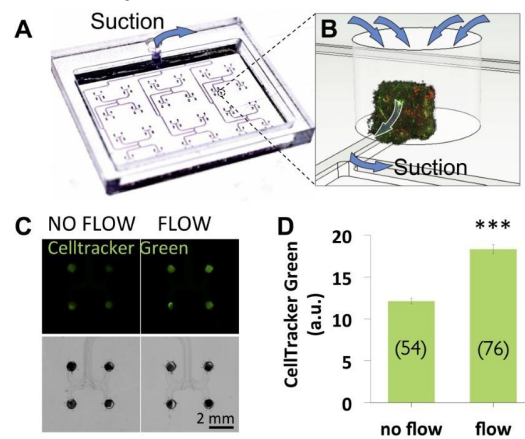 A
Suction
B
Suction
C
NO FLOW FLOW
Celltracker Green
2 mm
D
CellTracker Green
(a.u.)
20
15
10
5
0
***
(54)
(76)
no flow
flow